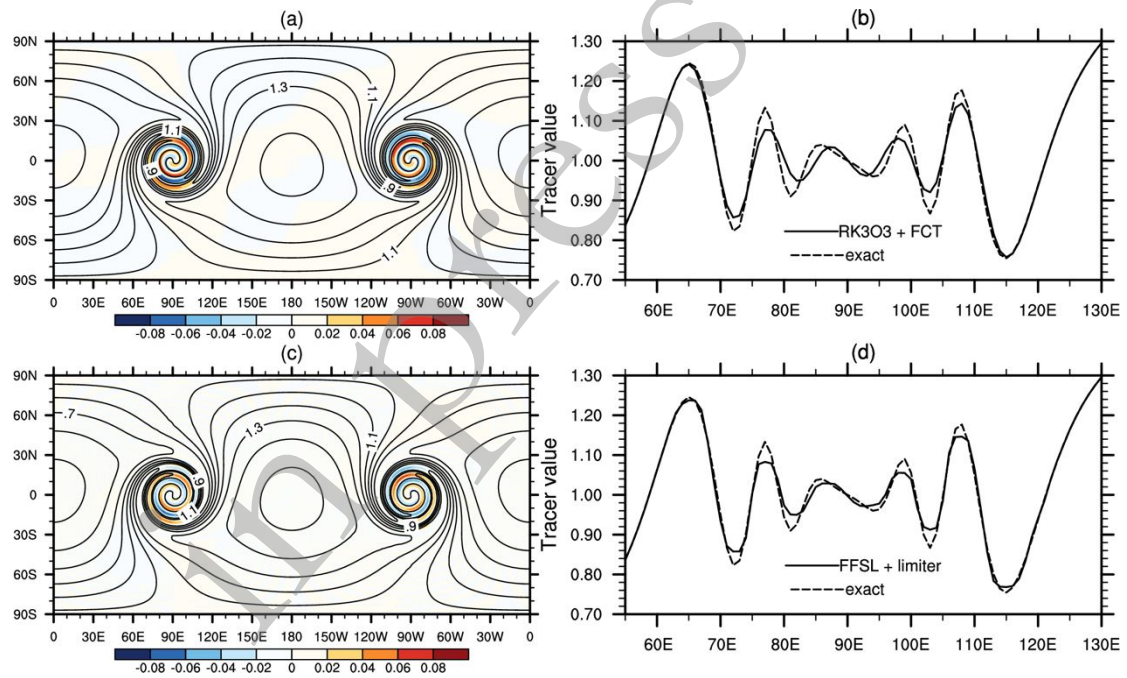 (a)
90N
60N
30N
0
30S
60S
90S
1.3
1.1
1.1
.9
.9
1.1
0 30E 60E 90E 120E 150E 180 150W 120W 90W 60W 30W 0
-0.08 -0.06 -0.04 -0.02 0 0.02 0.04 0.06 0.08
(b)
Tracer value
1.30
1.20
1.10
1.00
0.90
0.80
0.70
RK3O3 + FCT
exact
60E 70E 80E 90E 100E 110E 120E 130E
(c)
90N
60N
30N
0
30S
60S
90S
.7
1.3
1.1
.9
1.1
.9
0 30E 60E 90E 120E 150E 180 150W 120W 90W 60W 30W 0
-0.08 -0.06 -0.04 -0.02 0 0.02 0.04 0.06 0.08
(d)
Tracer value
1.30
1.20
1.10
1.00
0.90
0.80
0.70
FFSL + limiter
exact
60E 70E 80E 90E 100E 110E 120E 130E
in press